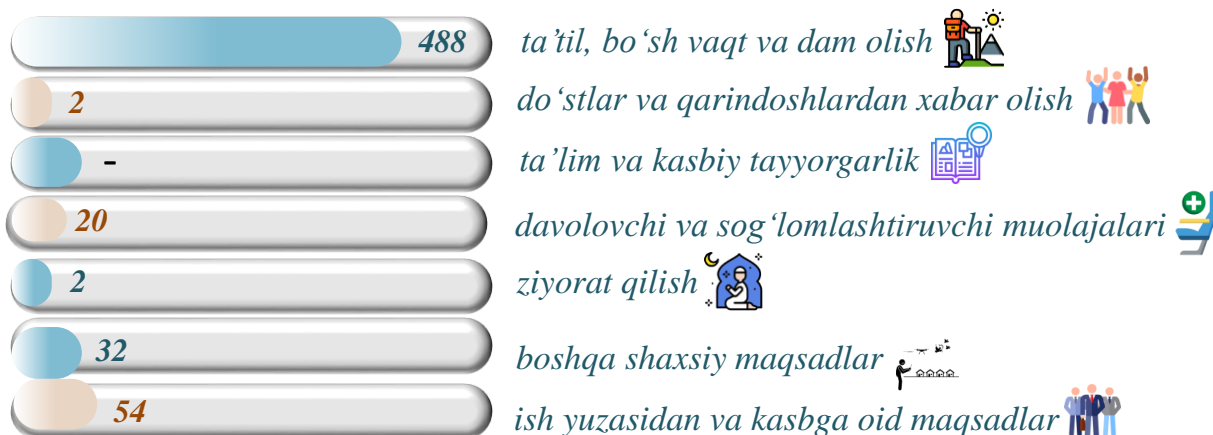 488 ta’til, bo‘sh vaqt va dam olish
2 do‘stlar va qarindoshlardan xabar olish
- ta’lim va kasbiy tayyorgarlik
20 davolovchi va sog‘lomlashtiruvchi muolajalari
2 ziyorat qilish
32 boshqa shaxsiy maqsadlar
54 ish yuzasidan va kasbga oid maqsadlar